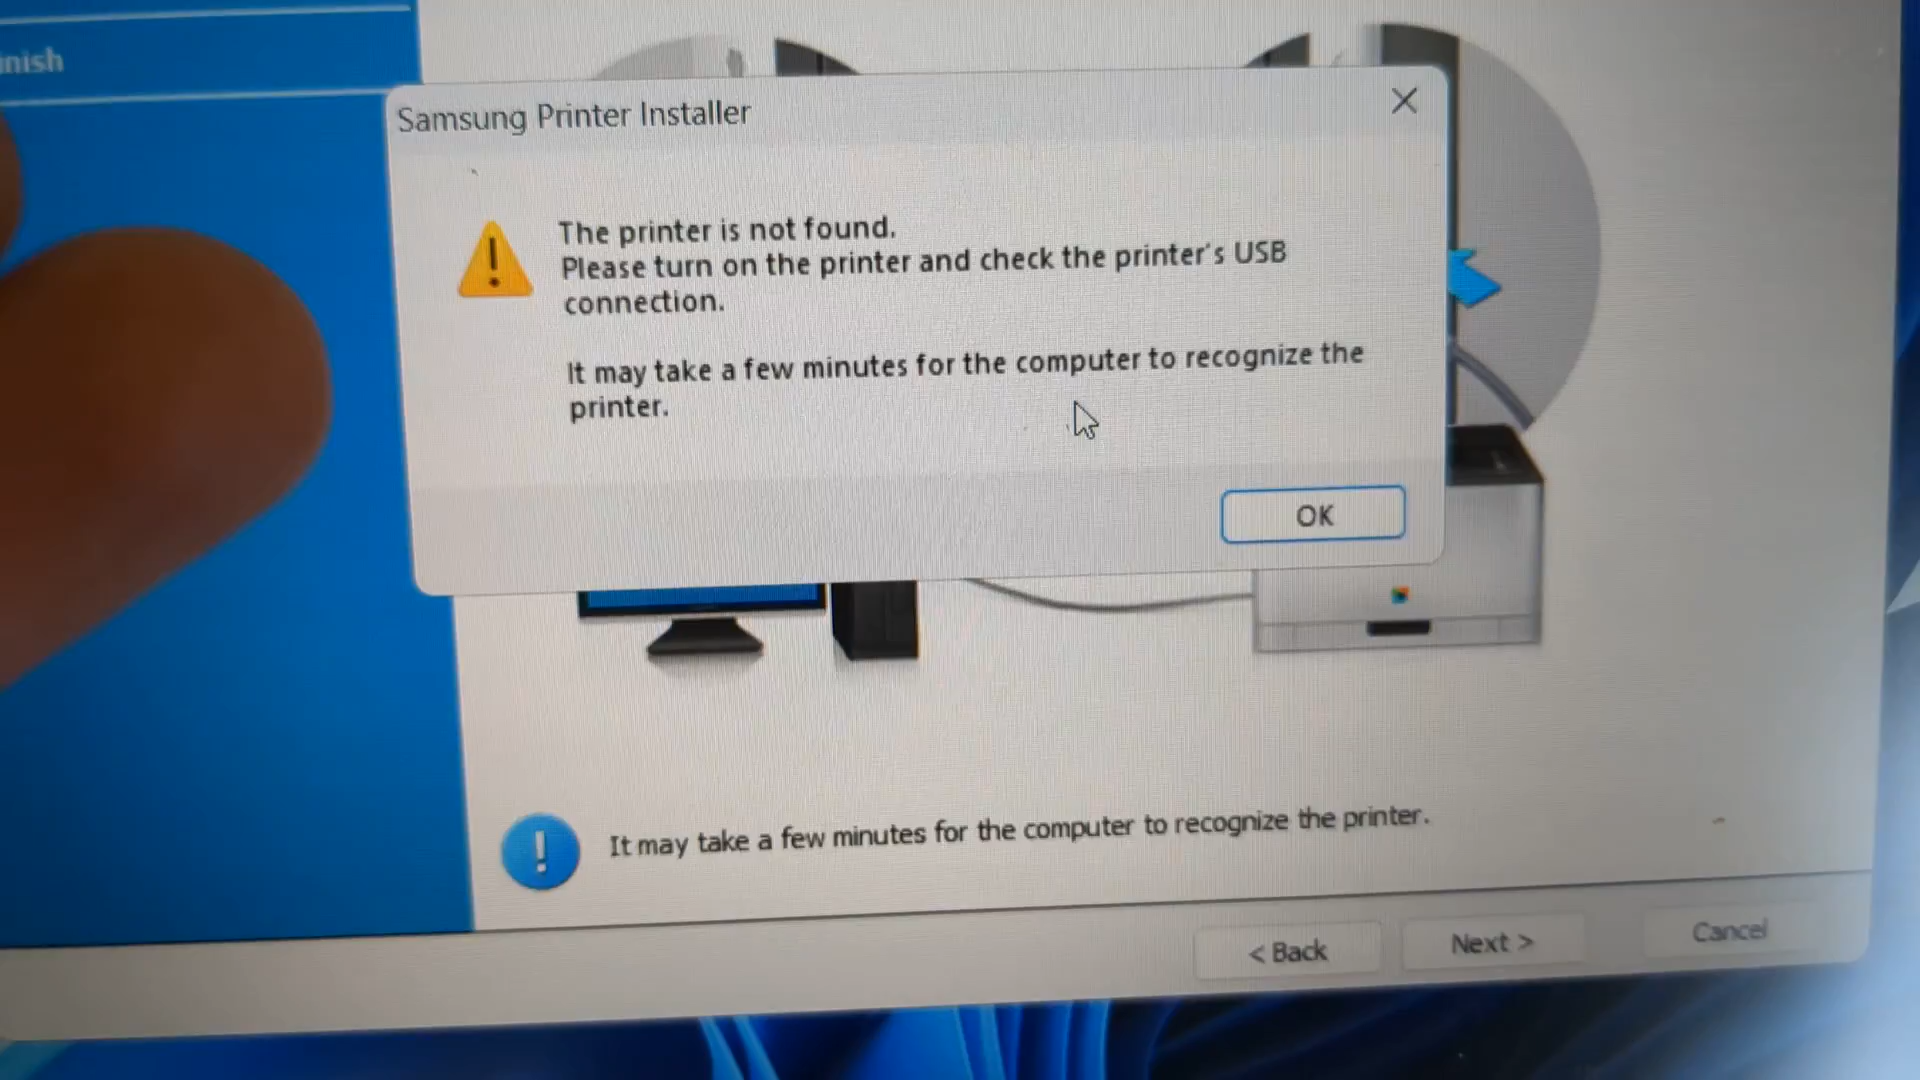 nish
Samsung Printer Installer
The printer is not found.
Please turn on the printer and check the printer's USB
connection.
It may take a few minutes for the computer to recognize the
printer.
OK
It may take a few minutes for the computer to recognize the printer.
< Back
Next >
Cancel